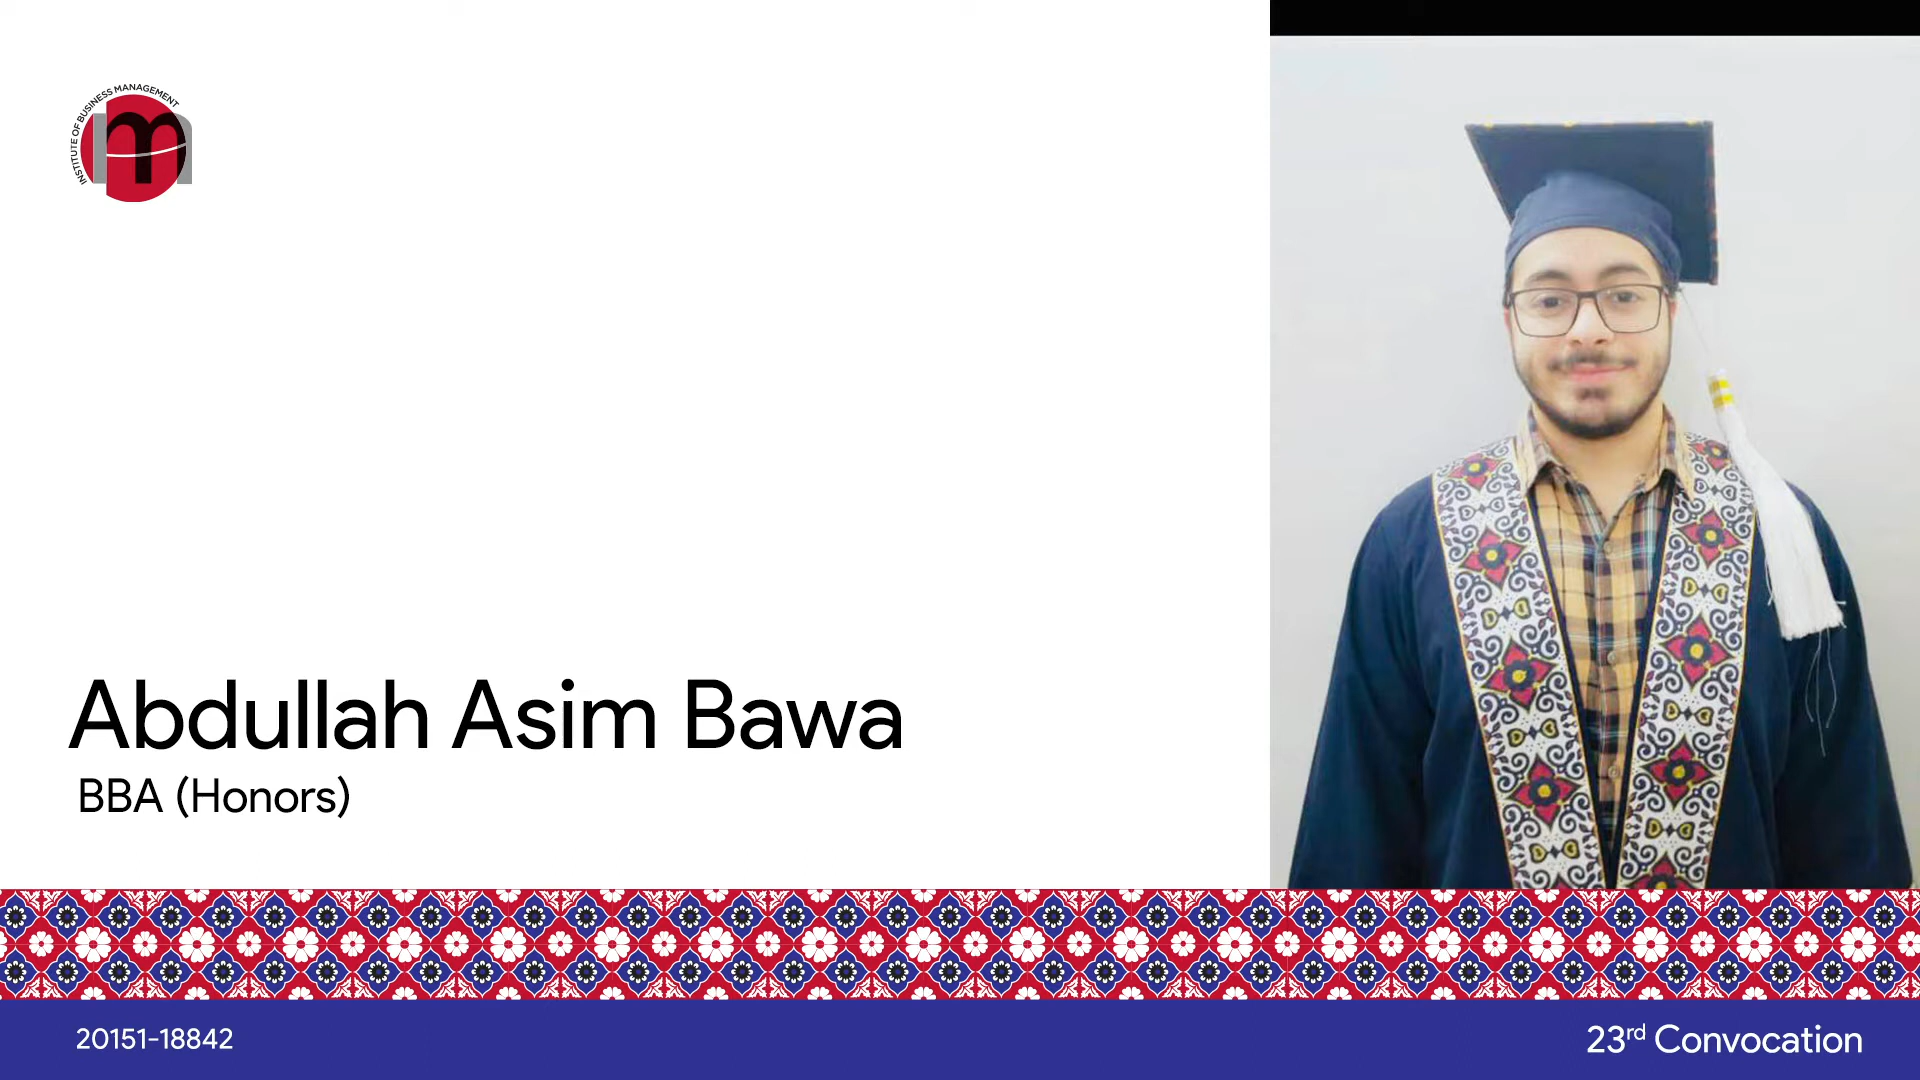 INSTITUTE OF BUSINESS MANAGEMENT
m
Abdullah Asim Bawa
BBA (Honors)
20151-18842
23rd Convocation